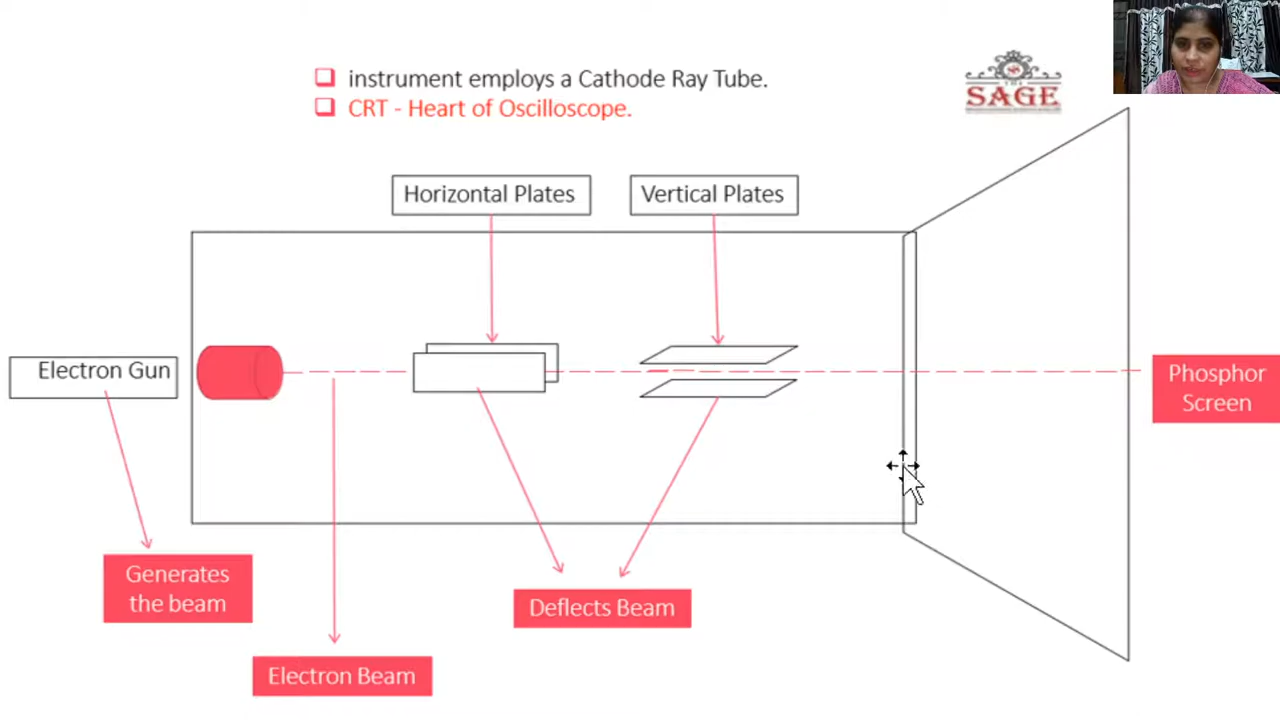 instrument employs a Cathode Ray Tube.
CRT - Heart of Oscilloscope.
THE
SAGE
Horizontal Plates
Vertical Plates
Electron Gun
Phosphor
Screen
Generates
the beam
Deflects Beam
Electron Beam